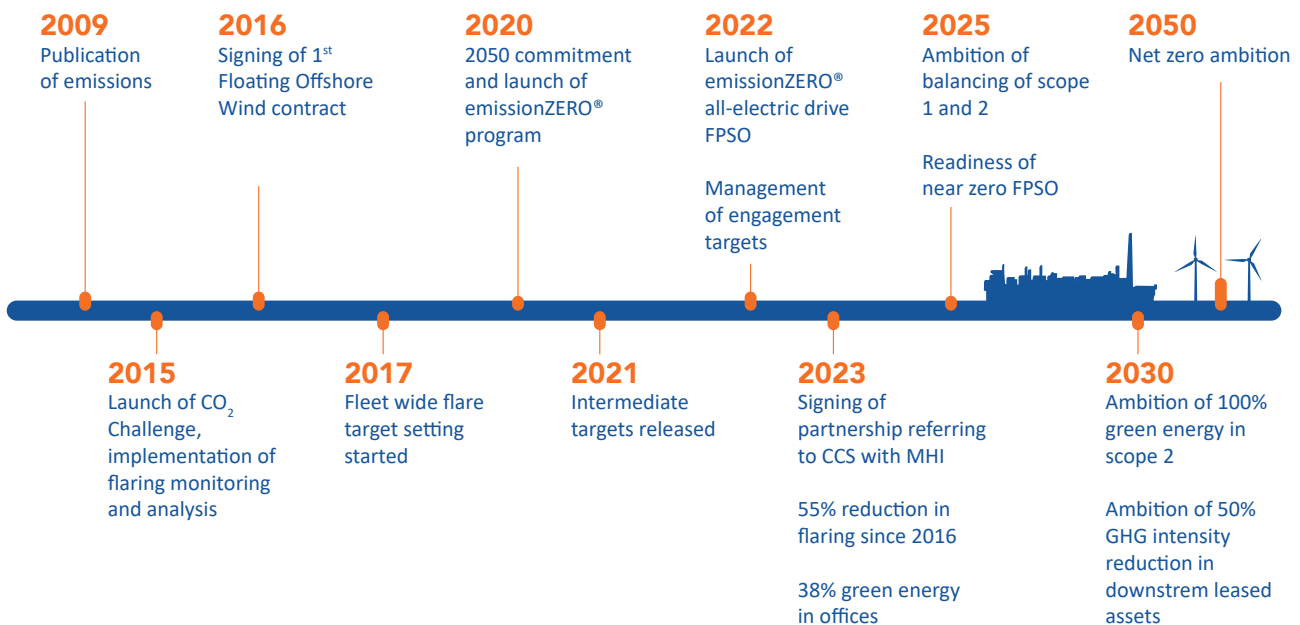 2009
Publication
of emissions
2016
Signing of 1st
Floating Offshore
Wind contract
2020
2050 commitment
and launch of
emissionZERO®
program
2022
Launch of
emissionZERO®
all-electric drive
FPSO
Management
of engagement
targets
2025
Ambition of
balancing of scope
1 and 2
Readiness of
near zero FPSO
2050
Net zero ambition
2015
Launch of CO2
Challenge,
implementation of
flaring monitoring
and analysis
2017
Fleet wide flare
target setting
started
2021
Intermediate
targets released
2023
Signing of
partnership referring
to CCS with MHI
55% reduction in
flaring since 2016
38% green energy
in offices
2030
Ambition of 100%
green energy in
scope 2
Ambition of 50%
GHG intensity
reduction in
downstrem leased
assets